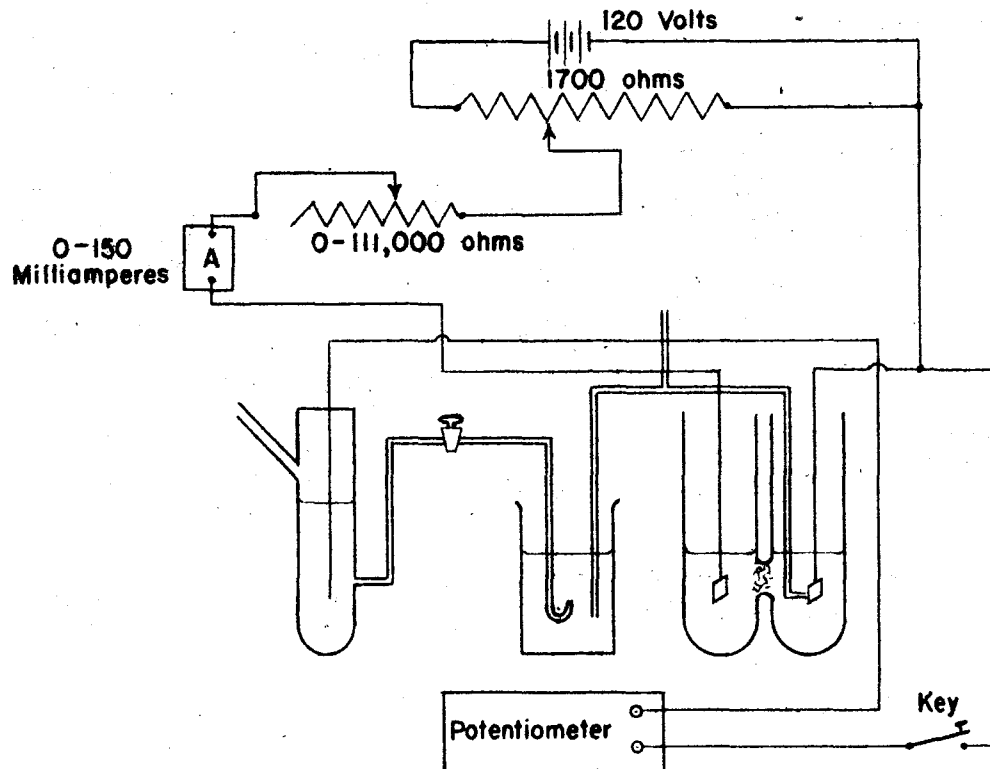 120 Volts
1700 ohms
0-111,000 ohms
0-150
Milliamperes
A
Potentiometer
Key